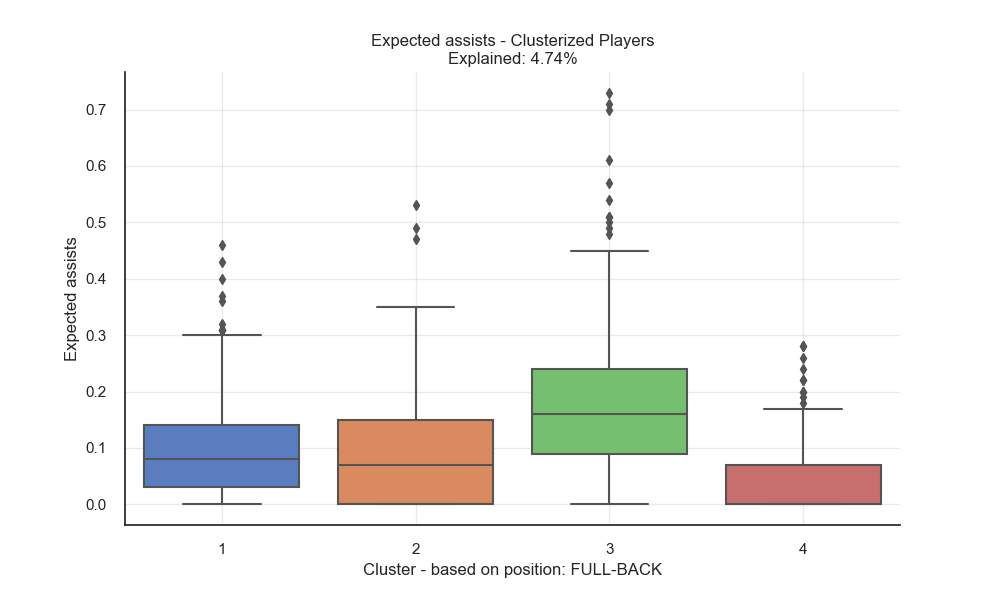 Expected assists - Clusterized Players
Explained: 4.74%
Expected assists
0.7
0.6
0.5
0.4
0.3
0.2
0.1
0.0
1 2 3 4
Cluster - based on position: FULL-BACK